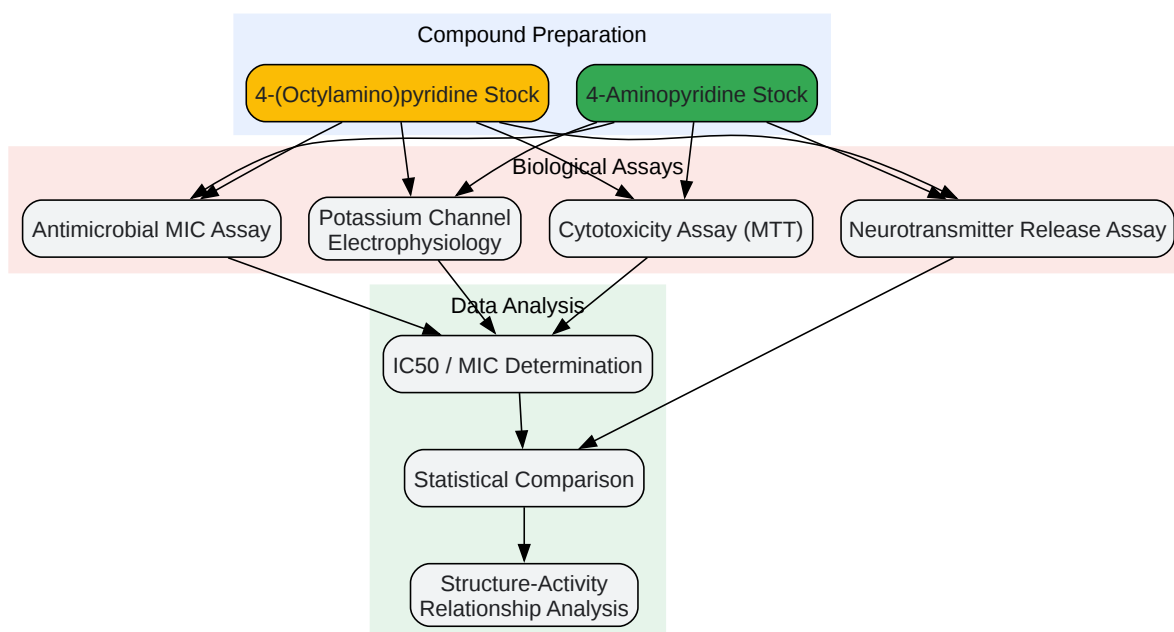 Compound Preparation
4-(Octylamino)pyridine Stock
4-Aminopyridine Stock
Biological Assays
Antimicrobial MIC Assay
Potassium Channel
Electrophysiology
Cytotoxicity Assay (MTT)
Neurotransmitter Release Assay
Data Analysis
IC50 / MIC Determination
Statistical Comparison
Structure-Activity
Relationship Analysis